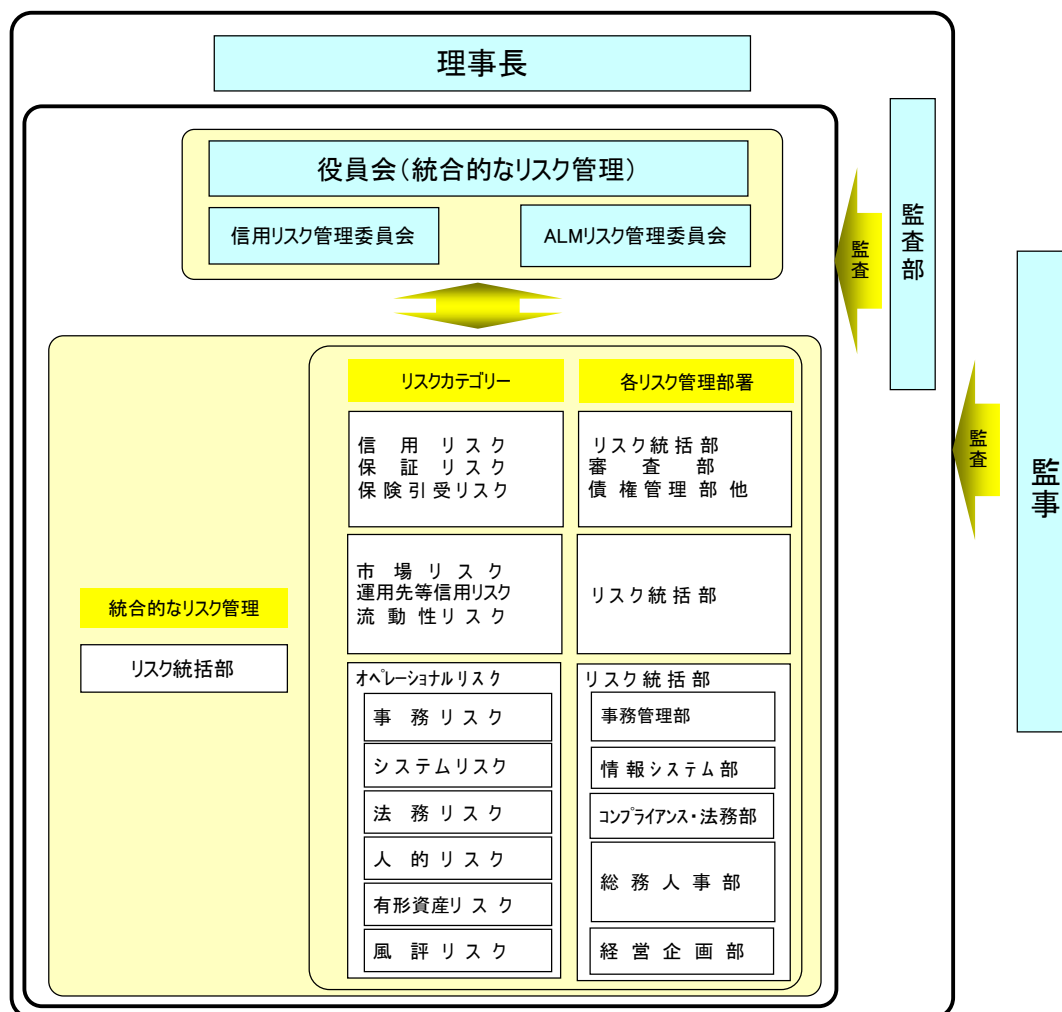 理事長
役員会（統合的なリスク管理）
信用リスク管理委員会
ALMリスク管理委員会
監査
監査部
監査
監事
リスクカテゴリー
各リスク管理部署
信用リスク
保証リスク
保険引受リスク
リスク統括部
審査部
債権管理部他
市場リスク
運用先等信用リスク
流動性リスク
リスク統括部
統合的なリスク管理
リスク統括部
オペレーショナルリスク
リスク統括部
事務リスク
事務管理部
システムリスク
情報システム部
法務リスク
コンプライアンス・法務部
人的リスク
総務人事部
有形資産リスク
風評リスク
経営企画部